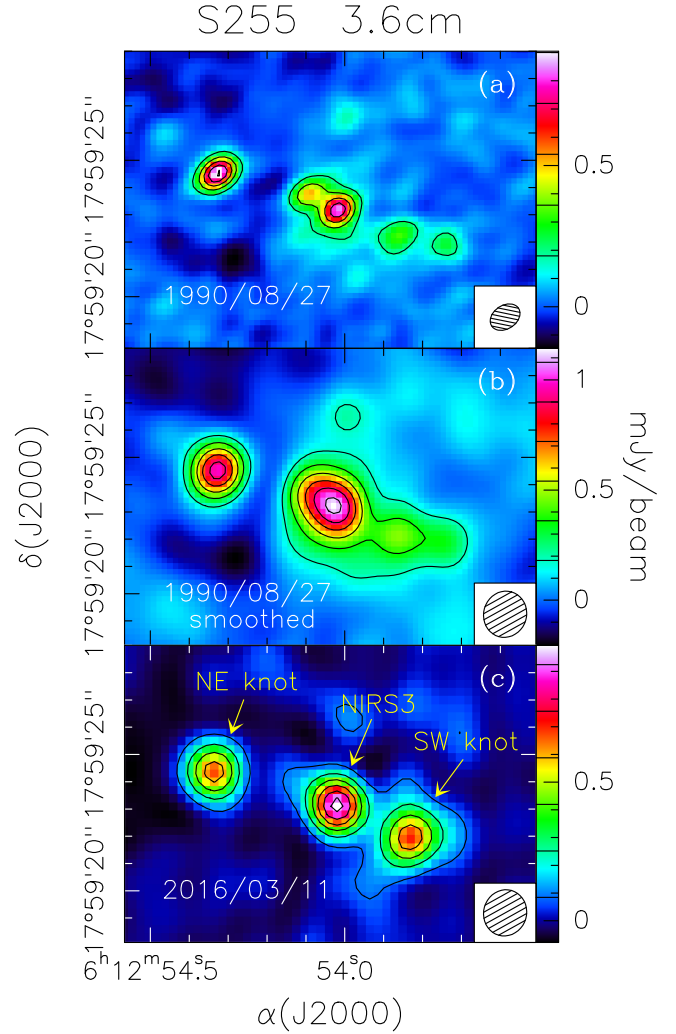 S255 3.6cm
(a)
17°59'25''
0.5
17°59'20''
0
1990/08/27
(b)
1
17°59'25''
0.5
17°59'20''
0
1990/08/27
smoothed
mJy/beam
δ(J2000)
(c)
NE knot
NIRS3
SW knot
17°59'25''
0.5
17°59'20''
0
2016/03/11
6h12m54s.5
54s.0
α(J2000)